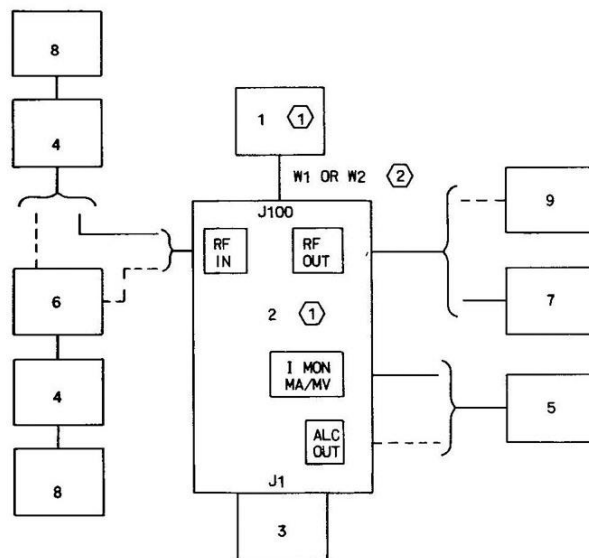 8
4
1 1
W1 OR W2 2
J100
RF IN
RF OUT
9
7
6
2 1
I MON
MA/MV
4
5
ALC
OUT
8
J1
3